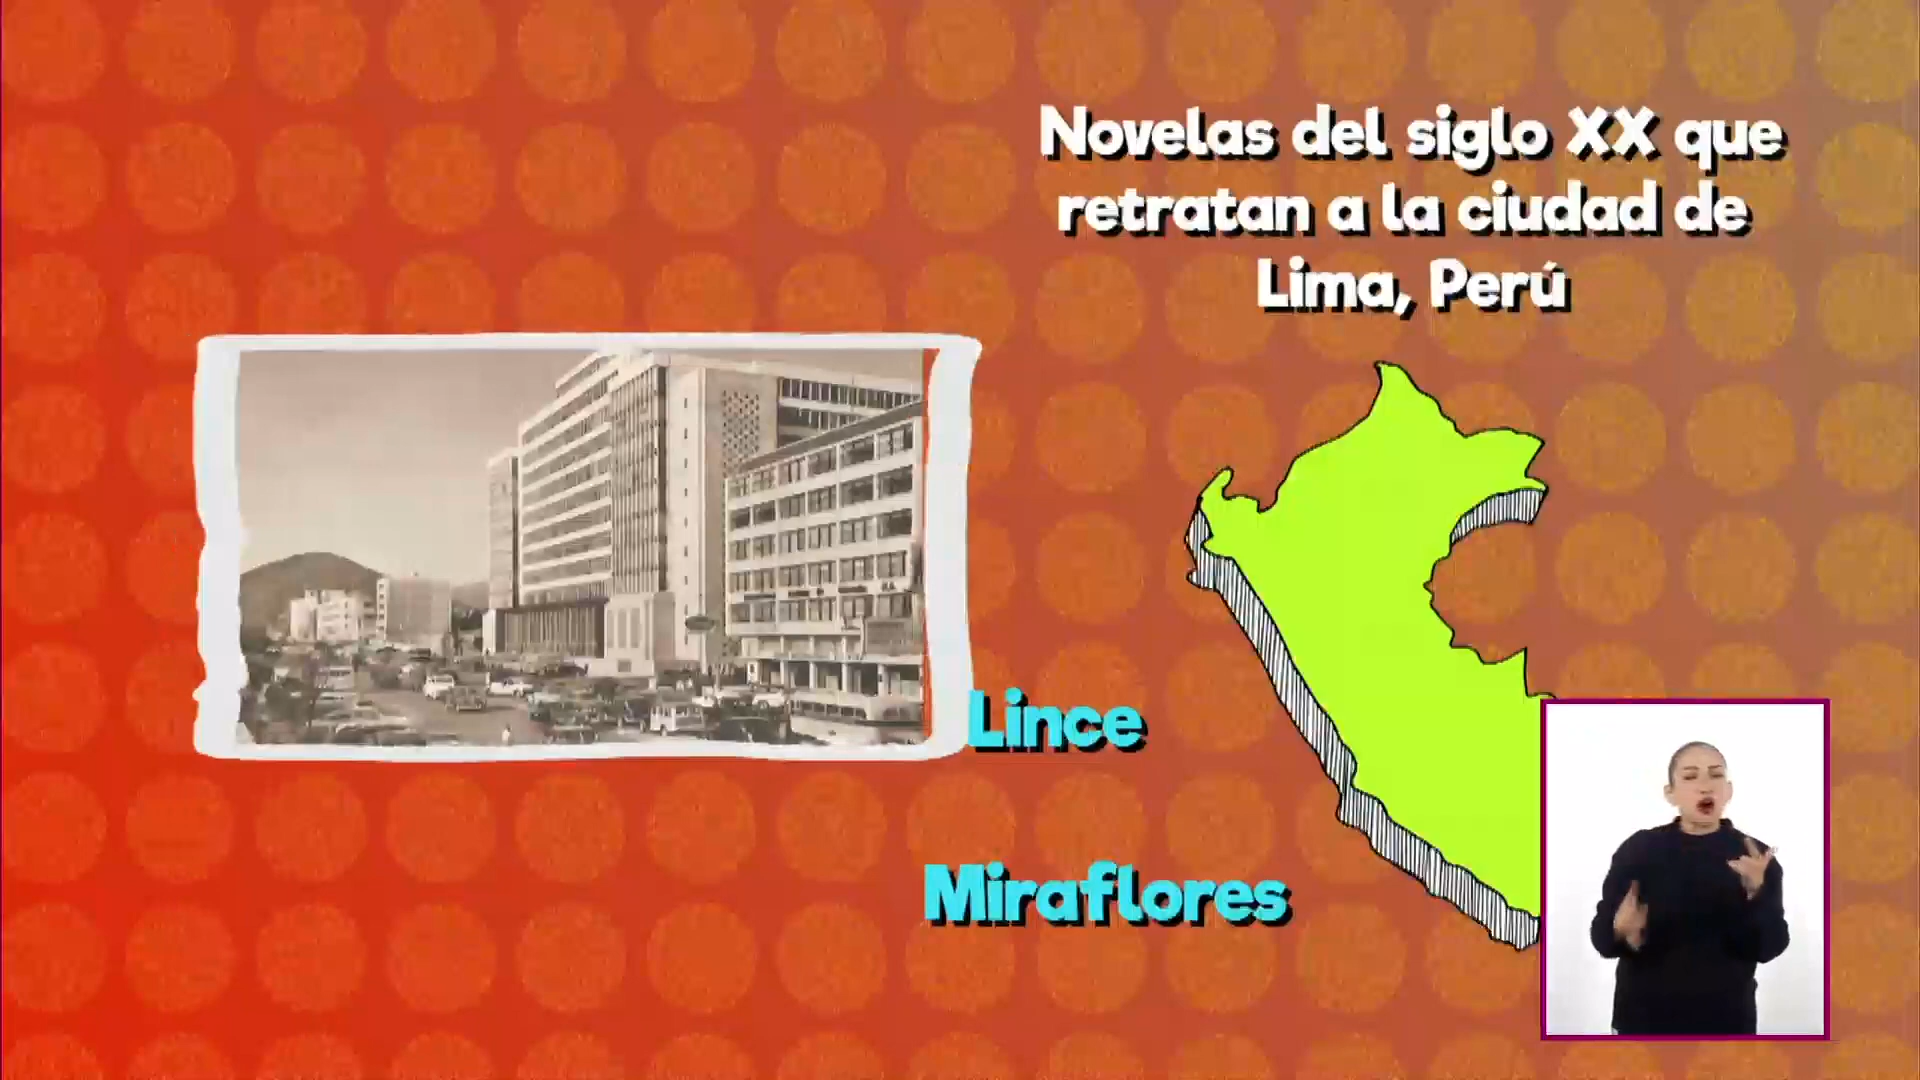 Novelas del siglo XX que
retratan a la ciudad de
Lima, Perú
Lince
Miraflores